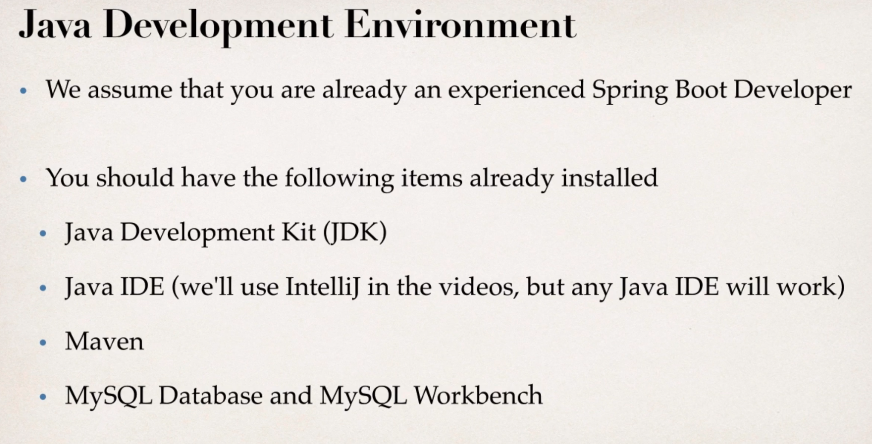 Java Development Environment
• We assume that you are already an experienced Spring Boot Developer
• You should have the following items already installed
• Java Development Kit (JDK)
• Java IDE (we'll use IntelliJ in the videos, but any Java IDE will work)
• Maven
• MySQL Database and MySQL Workbench